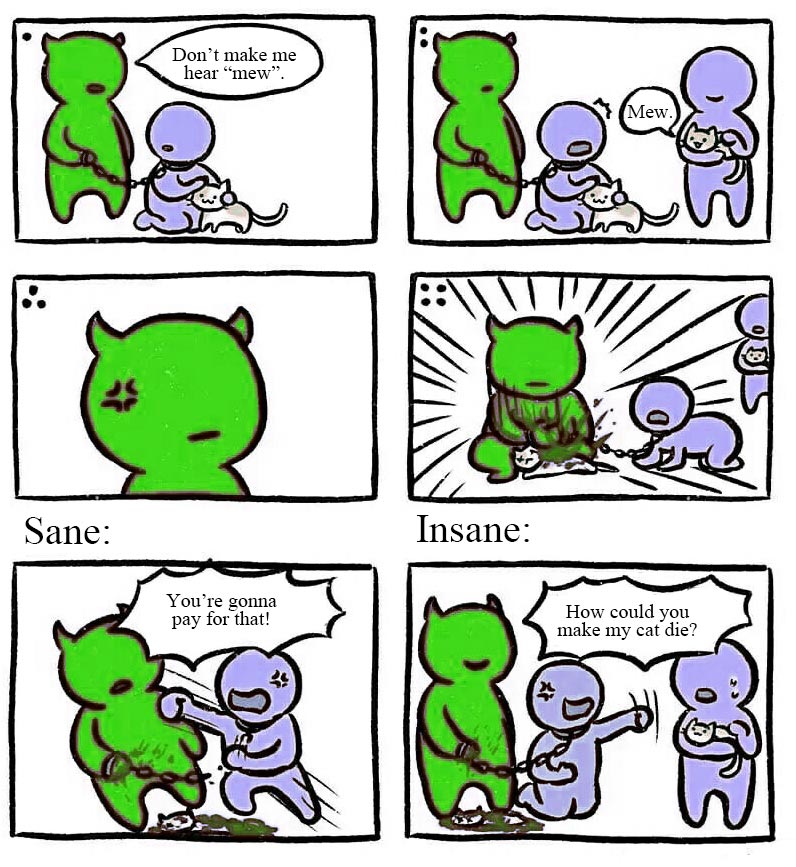 Don’t make me
hear “mew”.
Mew.
Sane:
Insane:
You’re gonna
pay for that!
How could you
make my cat die?